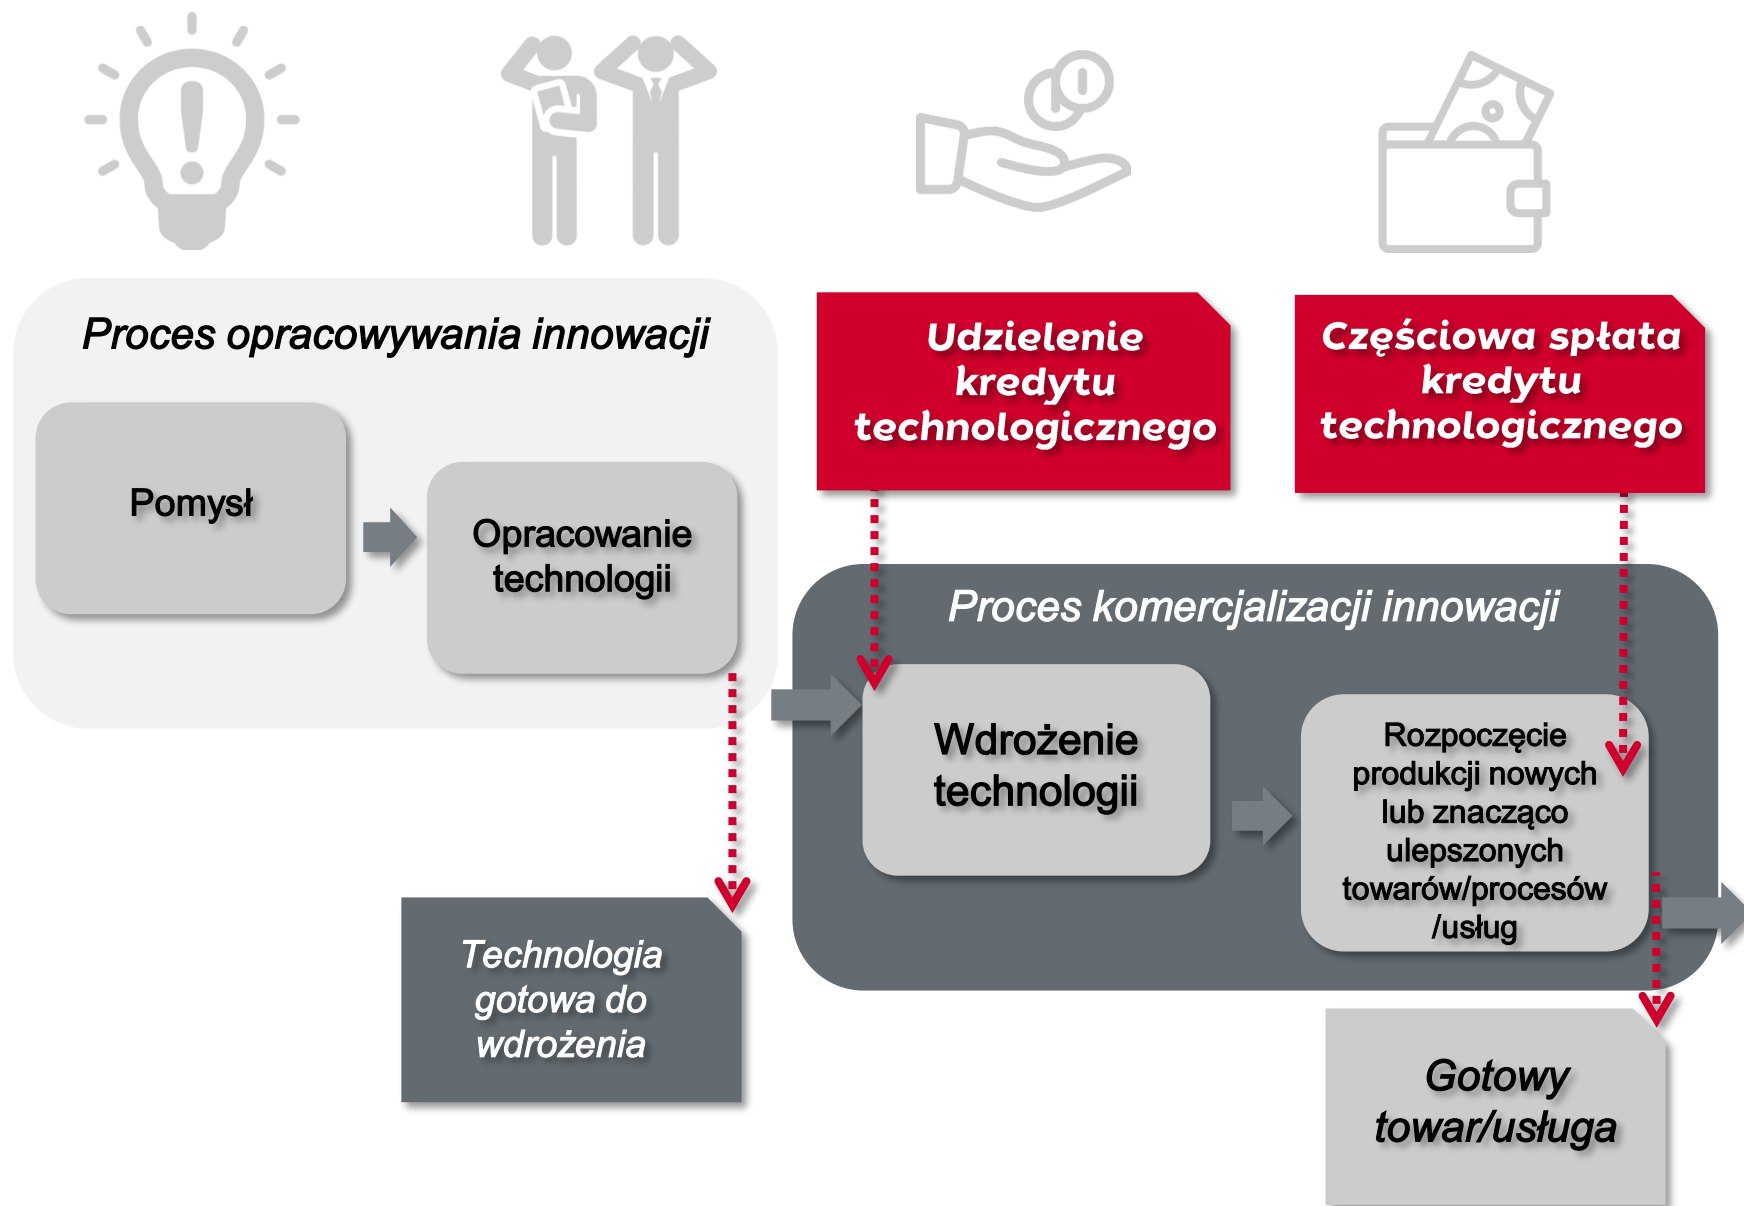 Proces opracowywania innowacji
Pomysł
Opracowanie
technologii
Technologia
gotowa do
wdrożenia
Udzielenie
kredytu
technologicznego
Częściowa spłata
kredytu
technologicznego
Proces komercjalizacji innowacji
Wdrożenie
technologii
Rozpoczęcie
produkcji nowych
lub znacząco
ulepszonych
towarów/procesów
/usług
Gotowy
towar/usługa